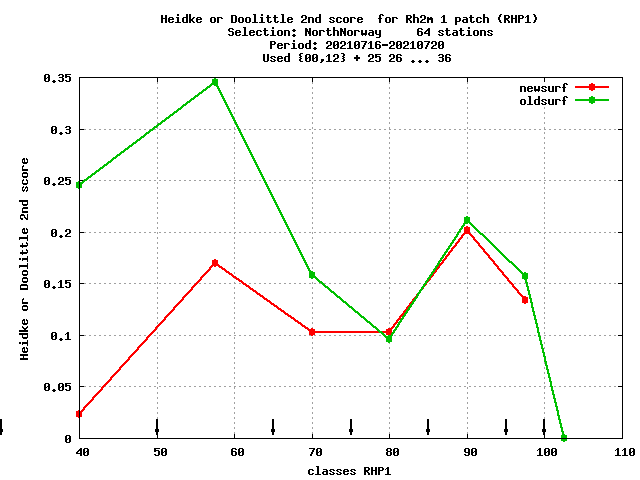 Heidke or Doolittle 2nd score  for Rh2m 1 patch (RHP1)
Selection: NorthNorway     64 stations
Period: 20210716-20210720
Used {00,12} + 25 26 ... 36
newsurf
oldsurf
0.35
0.3
0.25
0.2
0.15
0.1
0.05
0
Heidke or Doolittle 2nd score
40 50 60 70 80 90 100 110
classes RHP1